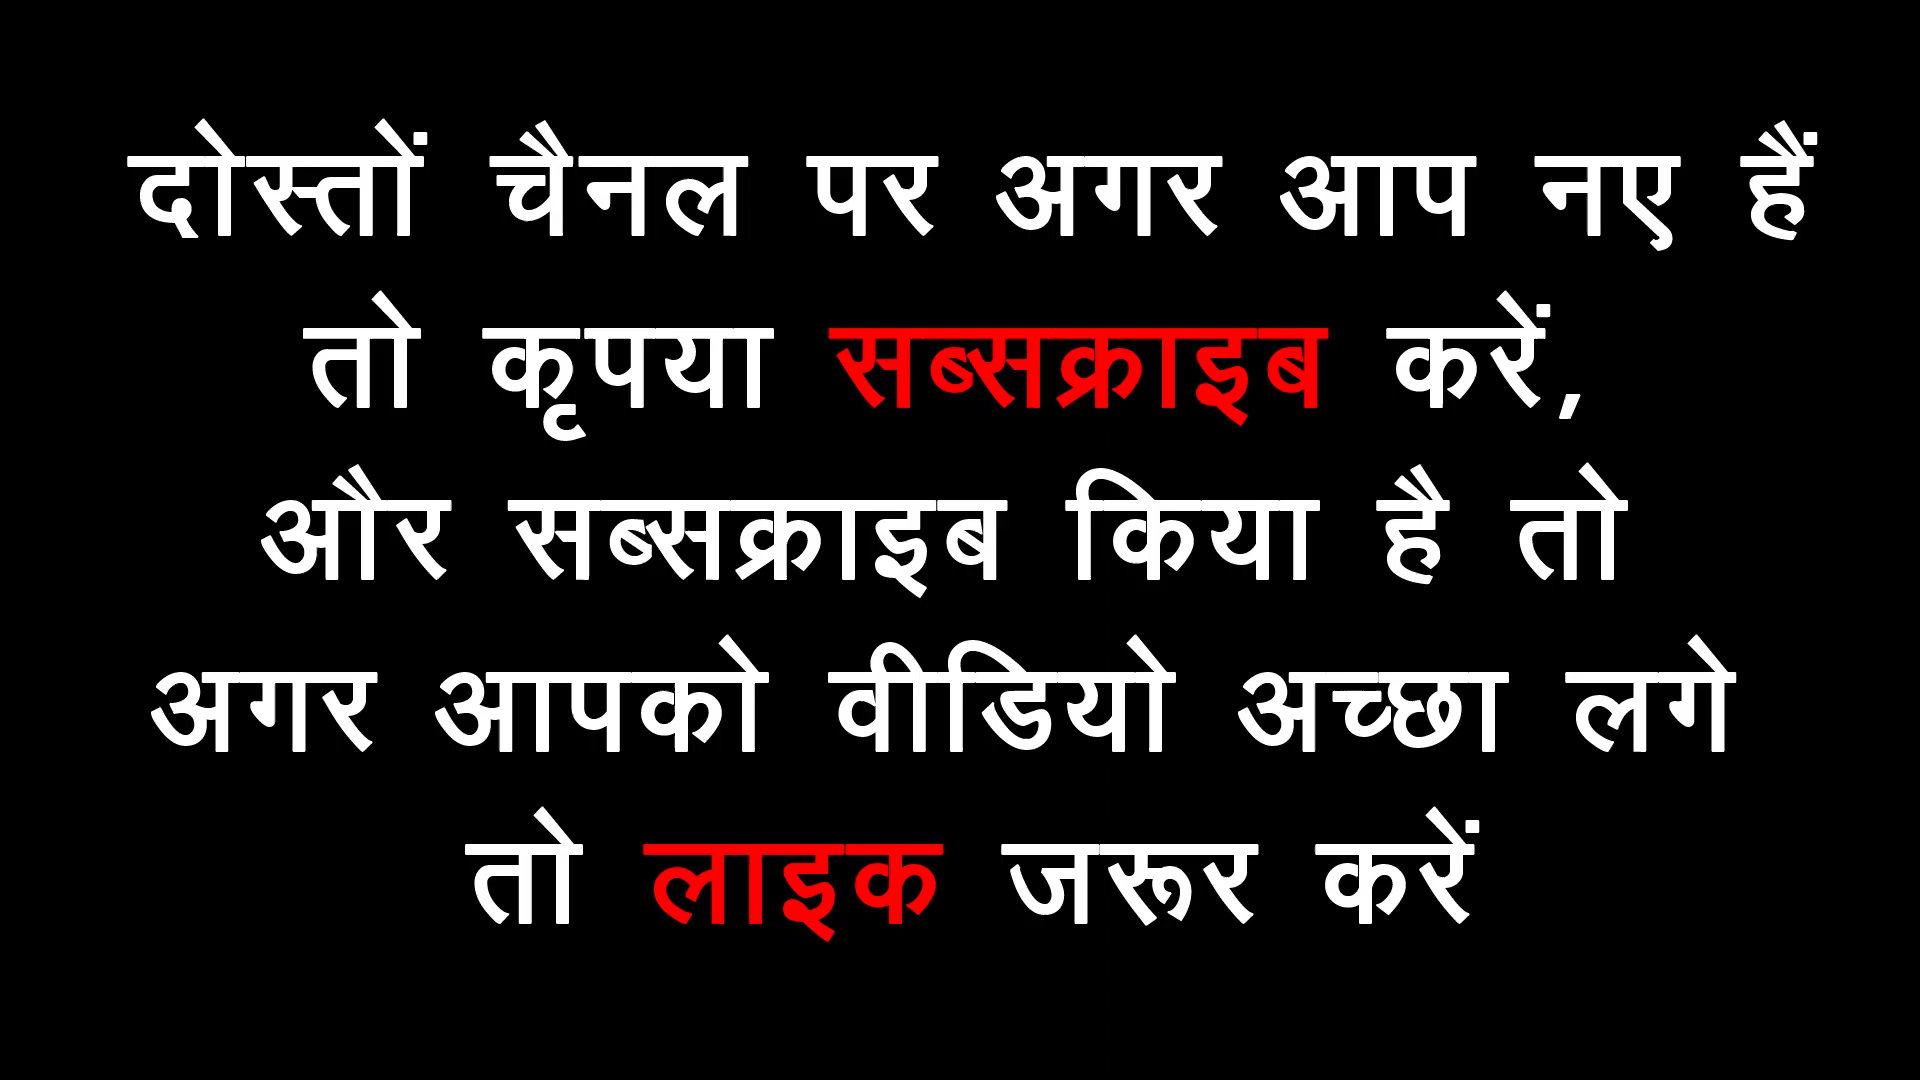 दोस्तों चैनल पर अगर आप नए हैं
तो कृपया सब्सक्राइब करें,
और सब्सक्राइब किया है तो
अगर आपको वीडियो अच्छा लगे
तो लाइक जरूर करें